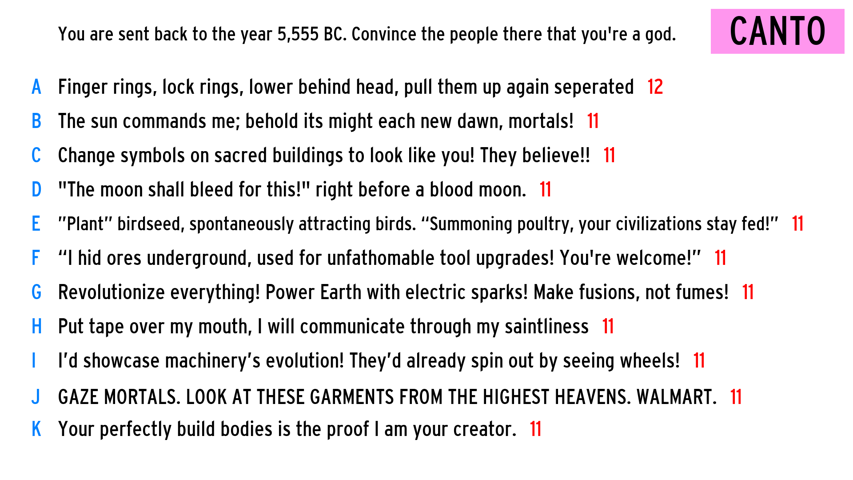 You are sent back to the year 5,555 BC. Convince the people there that you're a god.
CANTO
A Finger rings, lock rings, lower behind head, pull them up again seperated 12
B The sun commands me; behold its might each new dawn, mortals! 11
C Change symbols on sacred buildings to look like you! They believe!! 11
D "The moon shall bleed for this!" right before a blood moon. 11
E ”Plant” birdseed, spontaneously attracting birds. “Summoning poultry, your civilizations stay fed!” 11
F “I hid ores underground, used for unfathomable tool upgrades! You're welcome!” 11
G Revolutionize everything! Power Earth with electric sparks! Make fusions, not fumes! 11
H Put tape over my mouth, I will communicate through my saintliness 11
I I’d showcase machinery’s evolution! They’d already spin out by seeing wheels! 11
J GAZE MORTALS. LOOK AT THESE GARMENTS FROM THE HIGHEST HEAVENS. WALMART. 11
K Your perfectly build bodies is the proof I am your creator. 11